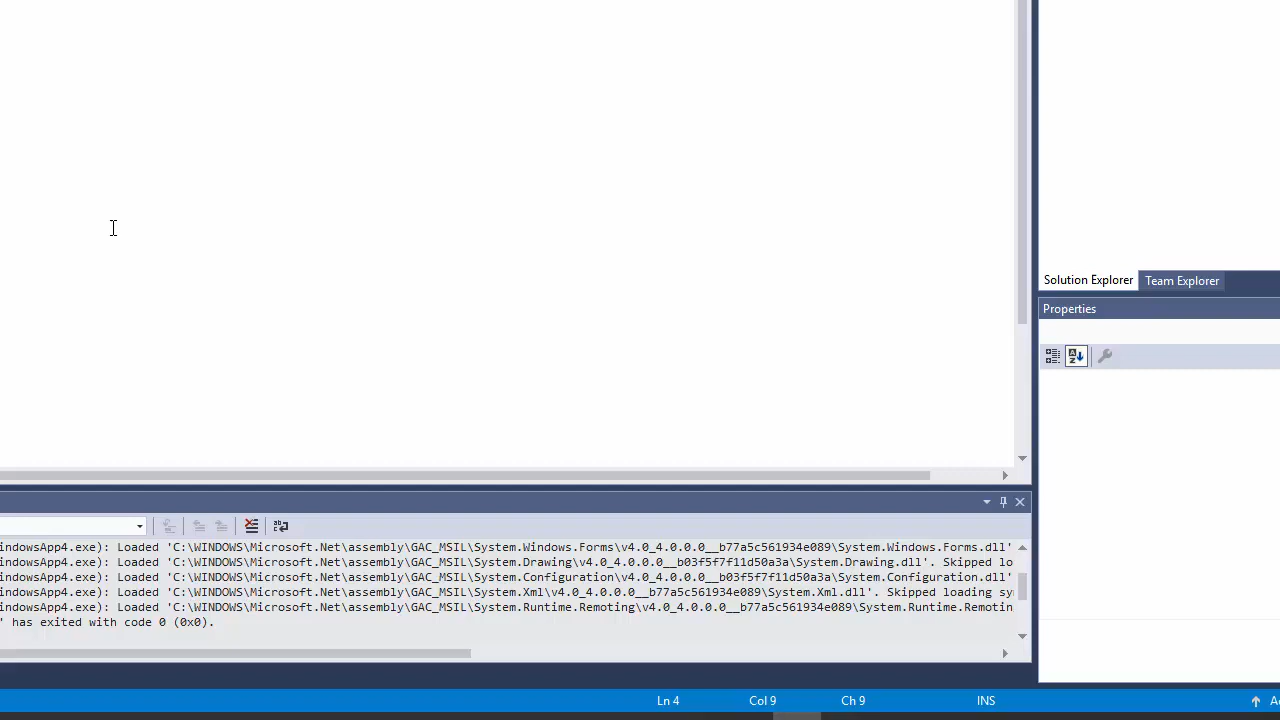 Solution Explorer
Team Explorer
Properties
indowsApp4.exe): Loaded 'C:\WINDOWS\Microsoft.Net\assembly\GAC_MSIL\System.Windows.Forms\v4.0_4.0.0.0__b77a5c561934e089\System.Windows.Forms.dll'
indowsApp4.exe): Loaded 'C:\WINDOWS\Microsoft.Net\assembly\GAC_MSIL\System.Drawing\v4.0_4.0.0.0__b03f5f7f11d50a3a\System.Drawing.dll'. Skipped lo
indowsApp4.exe): Loaded 'C:\WINDOWS\Microsoft.Net\assembly\GAC_MSIL\System.Configuration\v4.0_4.0.0.0__b03f5f7f11d50a3a\System.Configuration.dll'
indowsApp4.exe): Loaded 'C:\WINDOWS\Microsoft.Net\assembly\GAC_MSIL\System.Xml\v4.0_4.0.0.0__b77a5c561934e089\System.Xml.dll'. Skipped loading sy
indowsApp4.exe): Loaded 'C:\WINDOWS\Microsoft.Net\assembly\GAC_MSIL\System.Runtime.Remoting\v4.0_4.0.0.0__b77a5c561934e089\System.Runtime.Remotin
' has exited with code 0 (0x0).
Ln 4 Col 9 Ch 9 INS